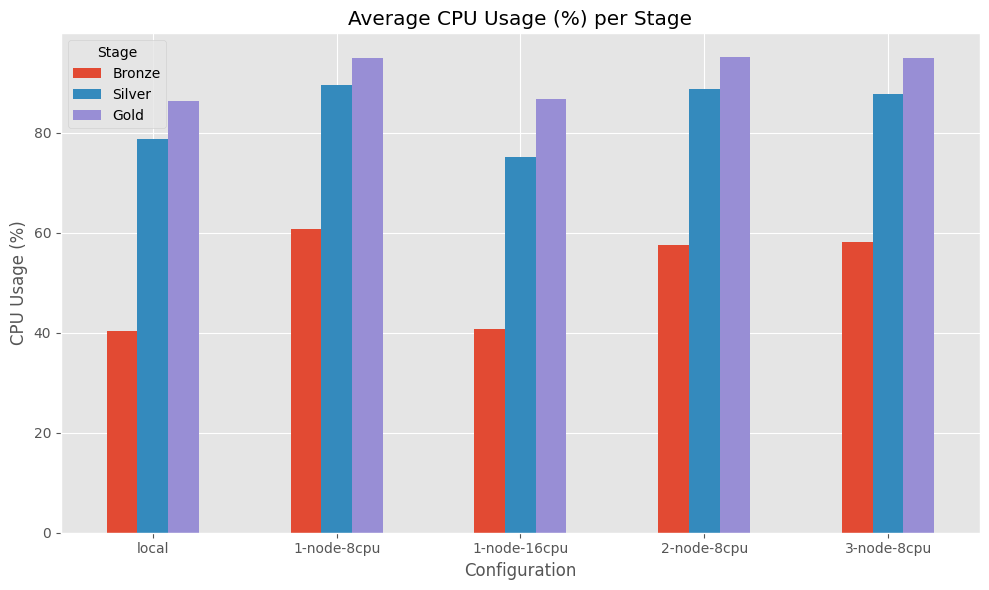 Average CPU Usage (%) per Stage
Stage
Bronze
Silver
Gold
CPU Usage (%)
80
60
40
20
0
local
1-node-8cpu
1-node-16cpu
2-node-8cpu
3-node-8cpu
Configuration